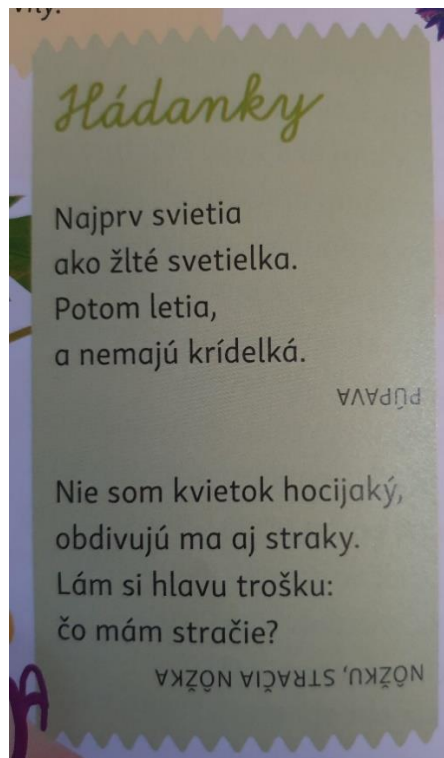 Hádanky
Najprv svietia
ako žlté svetielka.
Potom letia,
a nemajú krídelká.
PÚPAVA
Nie som kvietok hocijaký,
obdivujú ma aj straky.
Lám si hlavu trošku:
čo mám stračie?
NÔŽKU, STRAČIA NÔŽKA